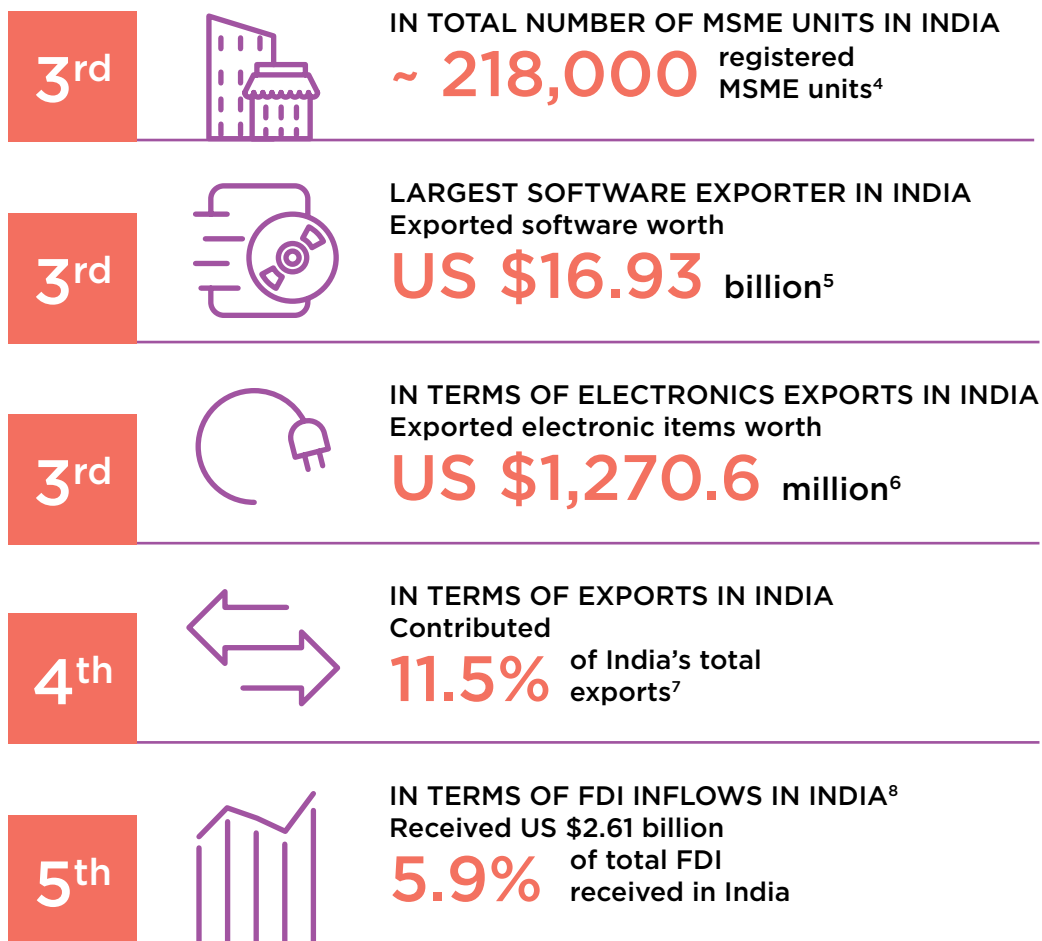 3rd
IN TOTAL NUMBER OF MSME UNITS IN INDIA
~ 218,000 registered
MSME units⁴
3rd
LARGEST SOFTWARE EXPORTER IN INDIA
Exported software worth
US $16.93 billion⁵
3rd
IN TERMS OF ELECTRONICS EXPORTS IN INDIA
Exported electronic items worth
US $1,270.6 million⁶
4th
IN TERMS OF EXPORTS IN INDIA
Contributed
11.5% of India’s total
exports⁷
5th
IN TERMS OF FDI INFLOWS IN INDIA⁸
Received US $2.61 billion
5.9% of total FDI
received in India